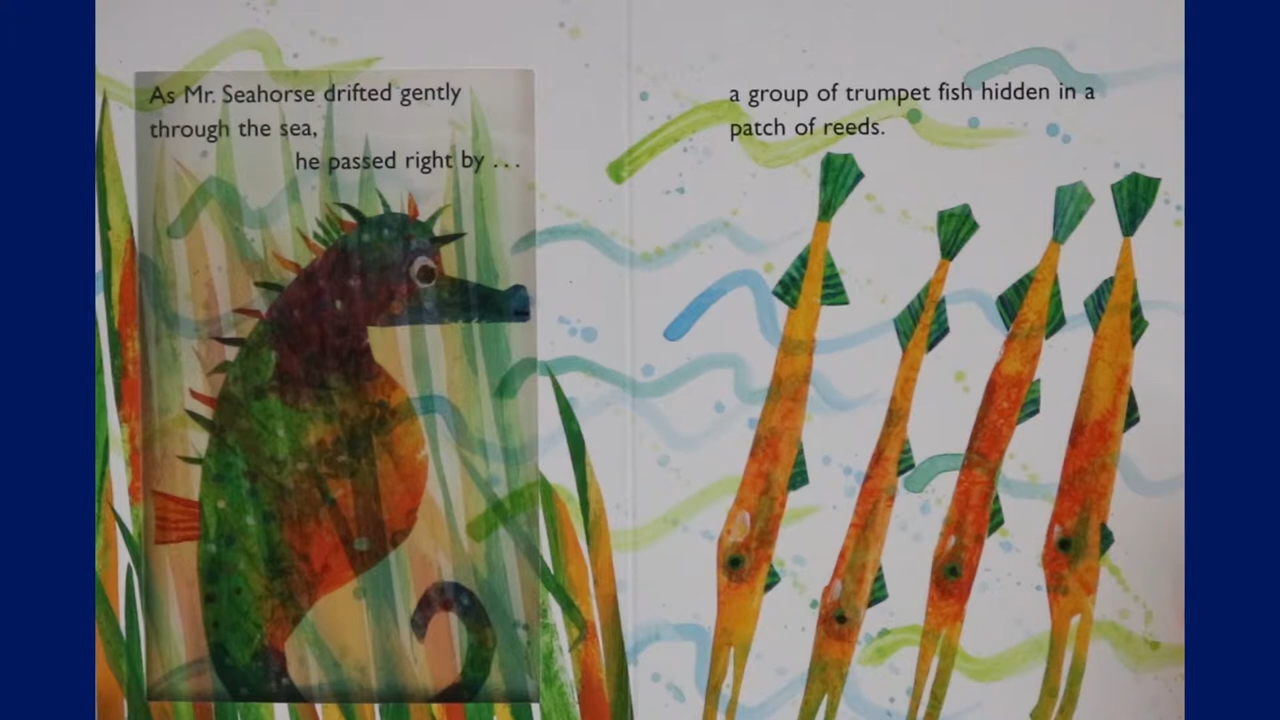 As Mr. Seahorse drifted gently
through the sea,
he passed right by . . .
a group of trumpet fish hidden in a
patch of reeds.